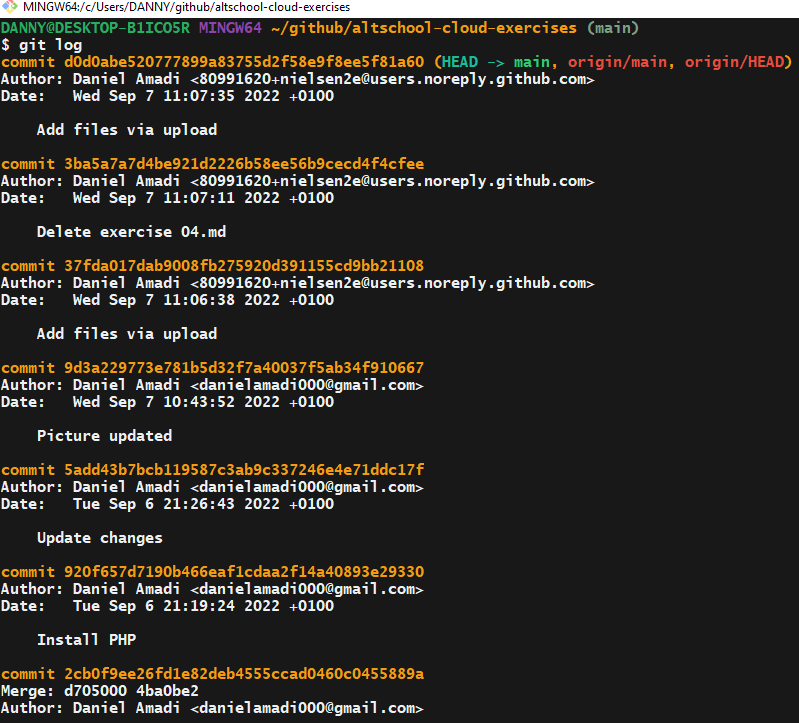 MINGW64:/c/Users/DANNY/github/altschool-cloud-exercises
DANNY@DESKTOP-B1ICO5R MINGW64 ~/github/altschool-cloud-exercises (main)
$ git log
commit d0d0abe520777899a83755d2f58e9f8ee5f81a60 (HEAD -> main, origin/main, origin/HEAD)
Author: Daniel Amadi <80991620+nielsen2e@users.noreply.github.com>
Date:   Wed Sep 7 11:07:35 2022 +0100
    Add files via upload
commit 3ba5a7a7d4be921d2226b58ee56b9cecd4f4cfee
Author: Daniel Amadi <80991620+nielsen2e@users.noreply.github.com>
Date:   Wed Sep 7 11:07:11 2022 +0100
    Delete exercise 04.md
commit 37fda017dab9008fb275920d391155cd9bb21108
Author: Daniel Amadi <80991620+nielsen2e@users.noreply.github.com>
Date:   Wed Sep 7 11:06:38 2022 +0100
    Add files via upload
commit 9d3a229773e781b5d32f7a40037f5ab34f910667
Author: Daniel Amadi <danielamadi000@gmail.com>
Date:   Wed Sep 7 10:43:52 2022 +0100
    Picture updated
commit 5add43b7bcb119587c3ab9c337246e4e71ddc17f
Author: Daniel Amadi <danielamadi000@gmail.com>
Date:   Tue Sep 6 21:26:43 2022 +0100
    Update changes
commit 920f657d7190b466eaf1cdaa2f14a40893e29330
Author: Daniel Amadi <danielamadi000@gmail.com>
Date:   Tue Sep 6 21:19:24 2022 +0100
    Install PHP
commit 2cb0f9ee26fd1e82deb4555ccad0460c0455889a
Merge: d705000 4ba0be2
Author: Daniel Amadi <danielamadi000@gmail.com>